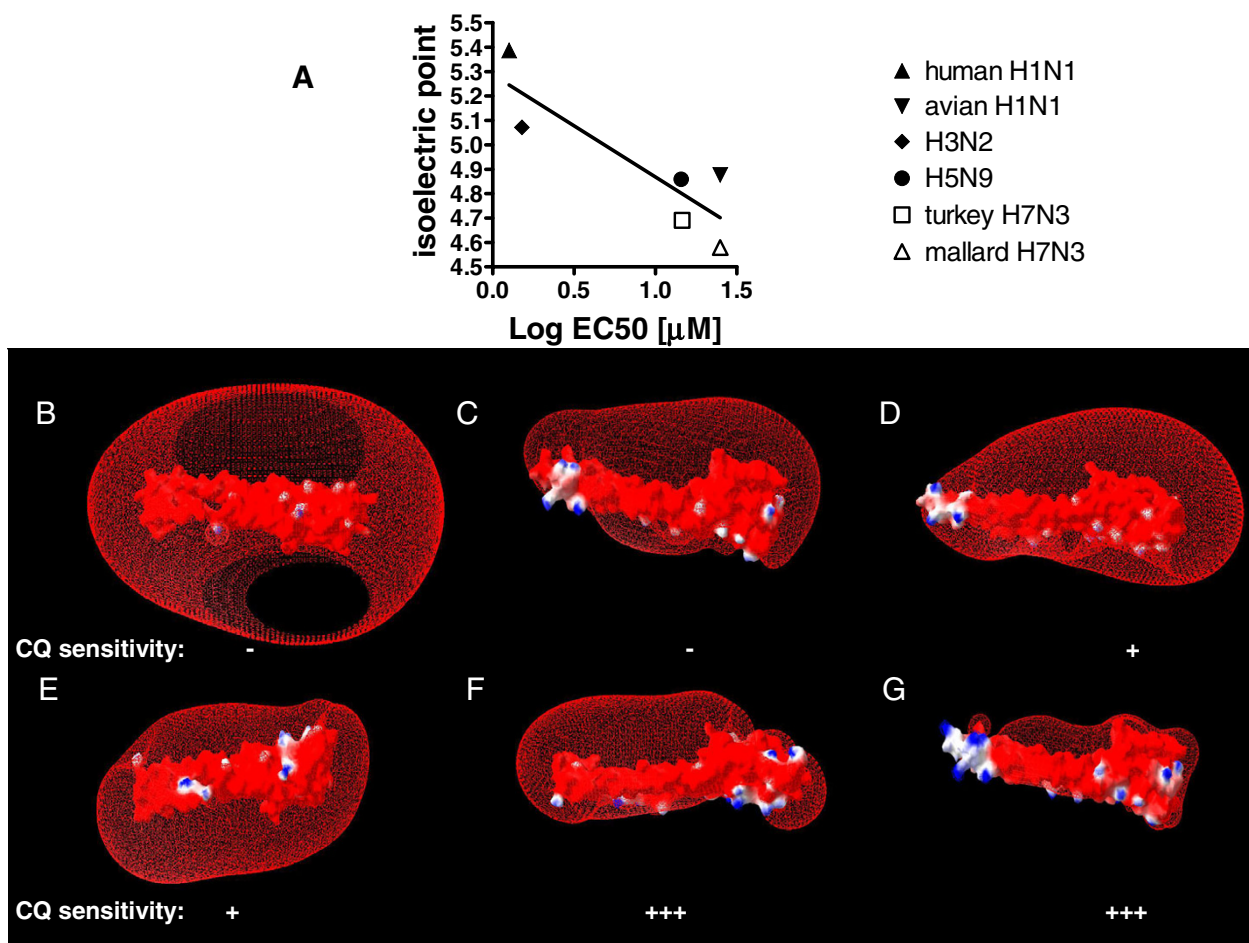 A
isoelectric point
5.5
5.4
5.3
5.2
5.1
5.0
4.9
4.8
4.7
4.6
4.5
0.0 0.5 1.0 1.5
Log EC50 [μM]
human H1N1
avian H1N1
H3N2
H5N9
turkey H7N3
mallard H7N3
B C D
CQ sensitivity: - - +
E F G
CQ sensitivity: + +++ +++